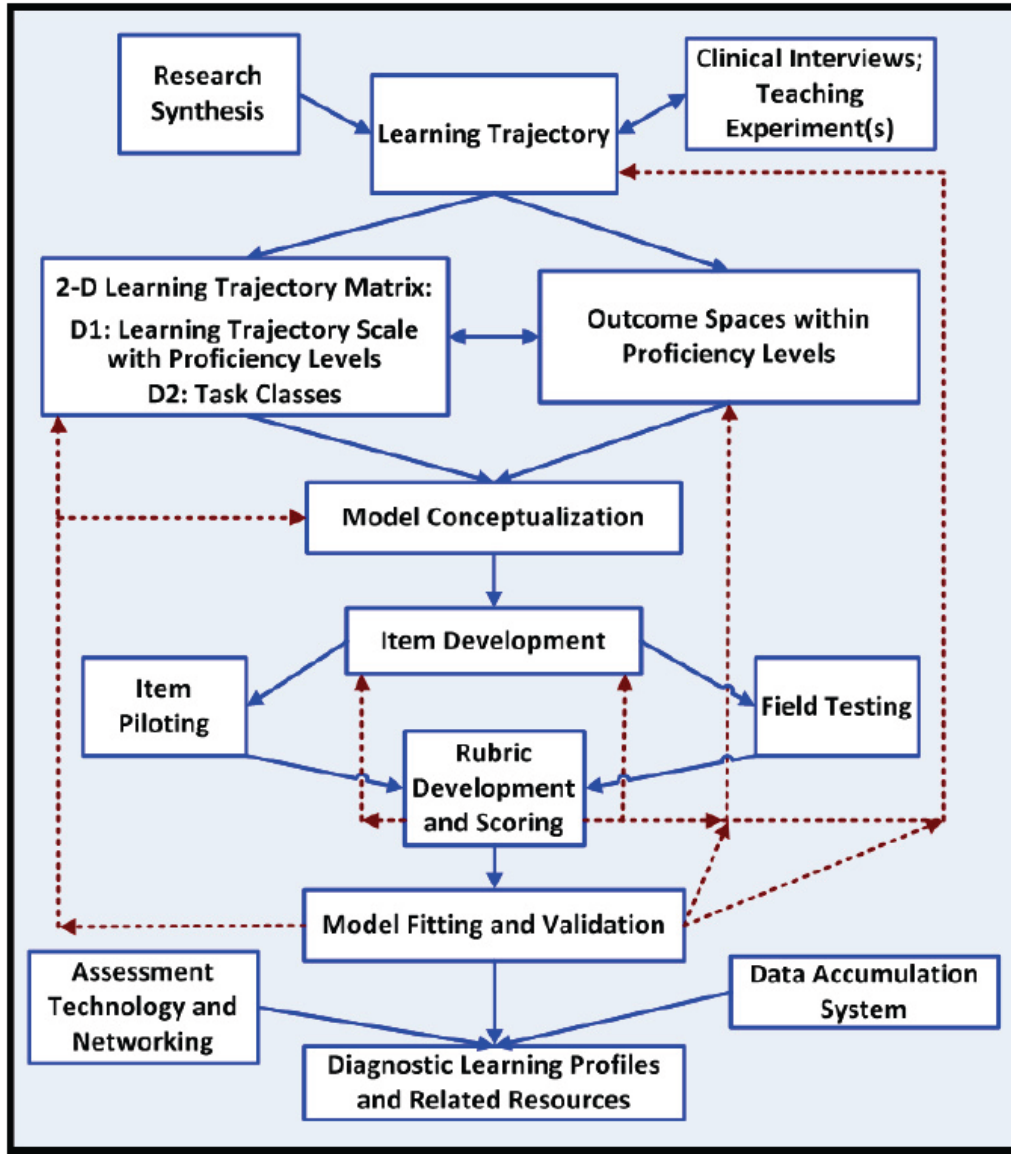 Research
Synthesis
Clinical Interviews;
Teaching
Experiment(s)
Learning Trajectory
2-D Learning Trajectory Matrix:
D1: Learning Trajectory Scale
with Proficiency Levels
D2: Task Classes
Outcome Spaces within
Proficiency Levels
Model Conceptualization
Item Development
Item
Piloting
Field Testing
Rubric
Development
and Scoring
Model Fitting and Validation
Assessment
Technology and
Networking
Data Accumulation
System
Diagnostic Learning Profiles
and Related Resources